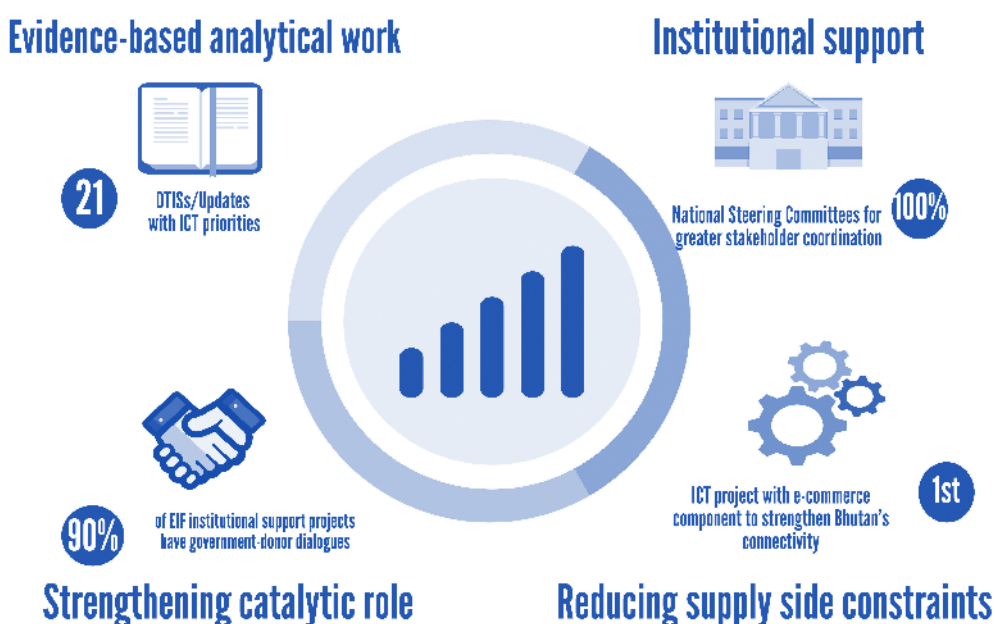 Evidence-based analytical work
21
DTISs/Updates
with ICT priorities
Institutional support
National Steering Committees for
greater stakeholder coordination
100%
90%
of EIF institutional support projects
have government-donor dialogues
Strengthening catalytic role
ICT project with e-commerce
component to strengthen Bhutan's
connectivity
1st
Reducing supply side constraints